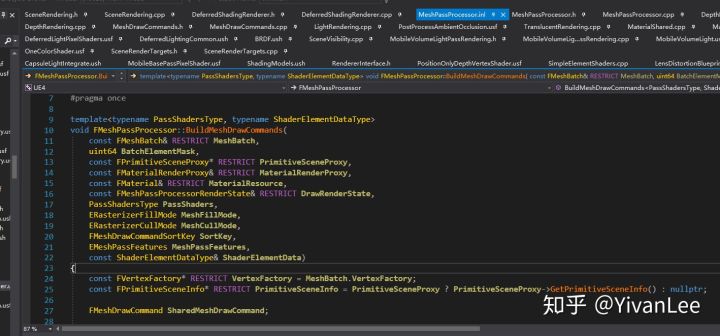 SceneRendering.h SceneRendering.cpp DeferredShadingRenderer.h DeferredShadingRenderer.cpp MeshPassProcessor.inl MeshPassProcessor.h MeshPassProcessor.cpp
DepthRendering.cpp MeshDrawCommands.h MeshDrawCommands.cpp LightRendering.cpp PostProcessAmbientOcclusion.usf TranslucentRendering.cpp
DeferredLightPixelShaders.usf DeferredLightingCommon.ush BRDF.ush SceneVisibility.cpp MobileVolumeLightPassRendering.h MobileVolumeLig...ssRendering.cpp MobileVolumeLight
OneColorShader.usf SceneRenderTargets.h SceneRenderTargets.cpp
CapsuleLightIntegrate.ush MobileBasePassPixelShader.usf ShadingModels.ush RendererInterface.h PositionOnlyDepthVertexShader.usf SimpleElementShaders.cpp LensDistortionBlueprint
FMeshPassProcessor.Bui template<typename PassShadersType, typename ShaderElementDataType> void FMeshPassProcessor::BuildMeshDrawCommands( const FMeshBatch& RESTRICT MeshBatch, uint64 BatchElementM
UE4 FMeshPassProcessor BuildMeshDrawCommands<PassShadersType, Shad
7 #pragma once
8
9 template<typename PassShadersType, typename ShaderElementDataType>
10 void FMeshPassProcessor::BuildMeshDrawCommands(
11 const FMeshBatch& RESTRICT MeshBatch,
12 uint64 BatchElementMask,
13 const FPrimitiveSceneProxy* RESTRICT PrimitiveSceneProxy,
14 const FMaterialRenderProxy& RESTRICT MaterialRenderProxy,
15 const FMaterial& RESTRICT MaterialResource,
16 const FMeshPassProcessorRenderState& RESTRICT DrawRenderState,
17 PassShadersType PassShaders,
18 ERasterizerFillMode MeshFillMode,
19 ERasterizerCullMode MeshCullMode,
20 FMeshDrawCommandSortKey SortKey,
21 EMeshPassFeatures MeshPassFeatures,
22 const ShaderElementDataType& ShaderElementData)
23 {
24 const FVertexFactory* RESTRICT VertexFactory = MeshBatch.VertexFactory;
25 const FPrimitiveSceneInfo* RESTRICT PrimitiveSceneInfo = PrimitiveSceneProxy ? PrimitiveSceneProxy->GetPrimitiveSceneInfo() : nullptr;
26
27 FMeshDrawCommand SharedMeshDrawCommand;
87 %
知乎 @YivanLee